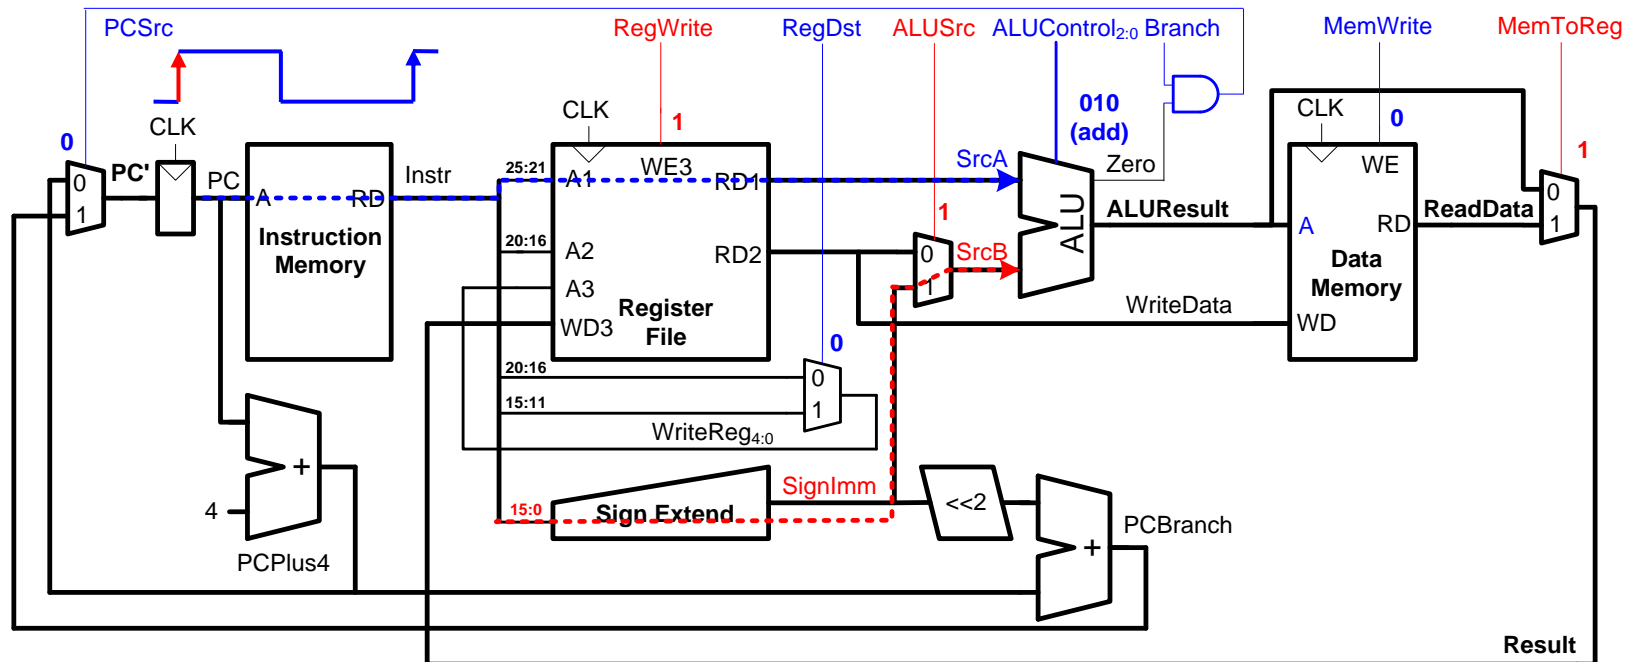 PCSrc
RegWrite
RegDst
ALUSrc
ALUControl2:0 Branch
MemWrite
MemToReg
0
CLK
CLK
1
010
(add)
CLK
0
1
PC'
PC
Instr
25:21
A1
WE3
RD1
SrcA
Zero
WE
0
1
A
RD
Instruction
Memory
20:16
A2
RD2
1
0
1
SrcB
ALU
ALUResult
A
RD
ReadData
0
1
A3
Register
File
WD3
WriteData
Data
Memory
WD
0
20:16
0
15:11
1
WriteReg4:0
+
4
PCPlus4
15:0
Sign Extend
SignImm
<<2
+
PCBranch
Result